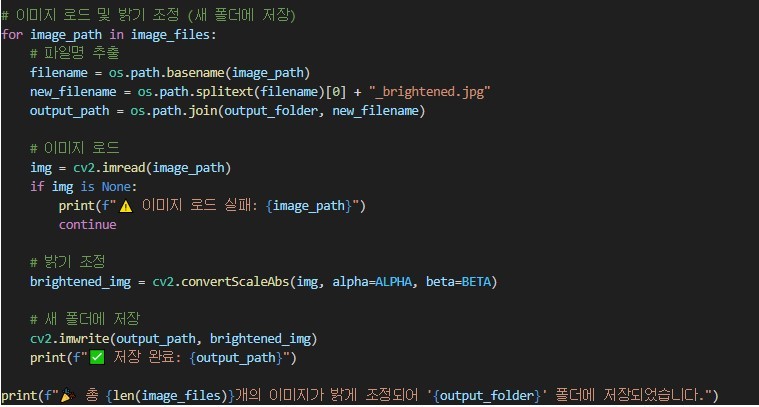 # 이미지 로드 및 밝기 조정 (새 폴더에 저장)
for image_path in image_files:
    # 파일명 추출
    filename = os.path.basename(image_path)
    new_filename = os.path.splitext(filename)[0] + "_brightened.jpg"
    output_path = os.path.join(output_folder, new_filename)

    # 이미지 로드
    img = cv2.imread(image_path)
    if img is None:
        print(f"⚠️ 이미지 로드 실패: {image_path}")
        continue

    # 밝기 조정
    brightened_img = cv2.convertScaleAbs(img, alpha=ALPHA, beta=BETA)

    # 새 폴더에 저장
    cv2.imwrite(output_path, brightened_img)
    print(f"✅ 저장 완료: {output_path}")

print(f"🎉 총 {len(image_files)}개의 이미지가 밝게 조정되어 '{output_folder}' 폴더에 저장되었습니다.")